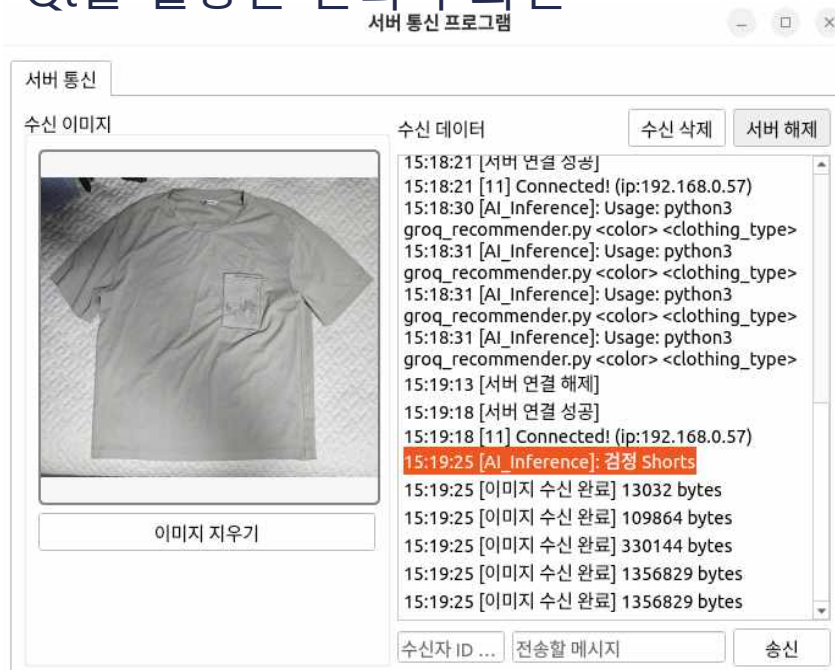 서버 통신 프로그램
서버 통신
수신 이미지
이미지 지우기
수신 데이터
수신 삭제
서버 해제
15:18:21 [서버 연결 성공]
15:18:21 [11] Connected! (ip:192.168.0.57)
15:18:30 [AI_Inference]: Usage: python3
groq_recommender.py <color> <clothing_type>
15:18:31 [AI_Inference]: Usage: python3
groq_recommender.py <color> <clothing_type>
15:18:31 [AI_Inference]: Usage: python3
groq_recommender.py <color> <clothing_type>
15:18:31 [AI_Inference]: Usage: python3
groq_recommender.py <color> <clothing_type>
15:19:13 [서버 연결 해제]
15:19:18 [서버 연결 성공]
15:19:18 [11] Connected! (ip:192.168.0.57)
15:19:25 [AI_Inference]: 검정 Shorts
15:19:25 [이미지 수신 완료] 13032 bytes
15:19:25 [이미지 수신 완료] 109864 bytes
15:19:25 [이미지 수신 완료] 330144 bytes
15:19:25 [이미지 수신 완료] 1356829 bytes
15:19:25 [이미지 수신 완료] 1356829 bytes
수신자 ID ...
전송할 메시지
송신